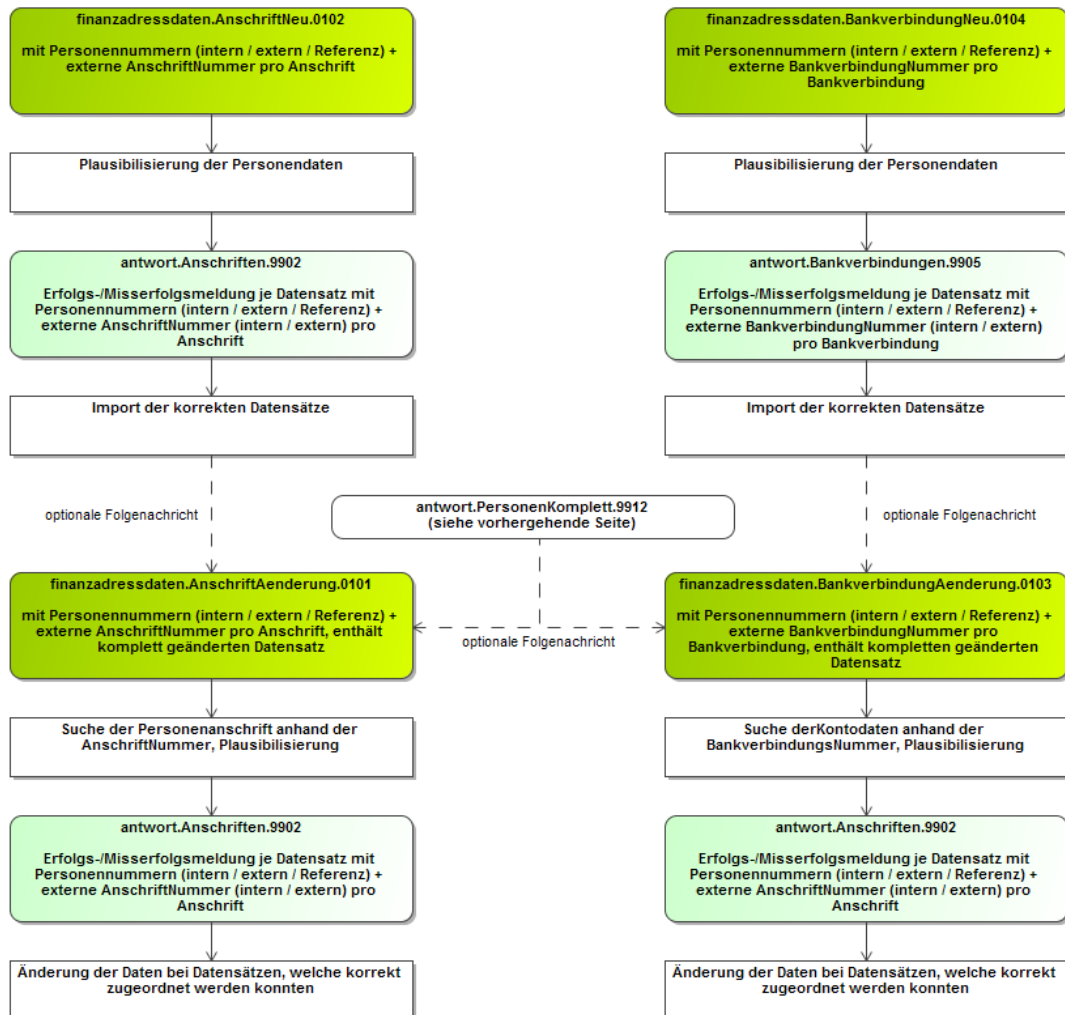 finanzadressdaten.AnschriftNeu.0102
mit Personennummern (intern / extern / Referenz) +
externe AnschriftNummer pro Anschrift
Plausibilisierung der Personendaten
antwort.Anschriften.9902
Erfolgs-/Misserfolgsmeldung je Datensatz mit
Personennummern (intern / extern / Referenz) +
externe AnschriftNummer (intern / extern) pro
Anschrift
Import der korrekten Datensätze
optionale Folgenachricht
finanzadressdaten.BankverbindungNeu.0104
mit Personennummern (intern / extern / Referenz) +
externe BankverbindungNummer pro
Bankverbindung
Plausibilisierung der Personendaten
antwort.Bankverbindungen.9905
Erfolgs-/Misserfolgsmeldung je Datensatz mit
Personennummern (intern / extern / Referenz) +
externe BankverbindungNummer (intern / extern)
pro Bankverbindung
Import der korrekten Datensätze
optionale Folgenachricht
antwort.PersonenKomplett.9912
(siehe vorhergehende Seite)
optionale Folgenachricht
finanzadressdaten.AnschriftAenderung.0101
mit Personennummern (intern / extern / Referenz) +
externe AnschriftNummer pro Anschrift, enthält
komplett geänderten Datensatz
Suche der Personenanschrift anhand der
AnschriftNummer, Plausibilisierung
antwort.Anschriften.9902
Erfolgs-/Misserfolgsmeldung je Datensatz mit
Personennummern (intern / extern / Referenz) +
externe AnschriftNummer (intern / extern) pro
Anschrift
Änderung der Daten bei Datensätzen, welche korrekt
zugeordnet werden konnten
finanzadressdaten.BankverbindungAenderung.0103
mit Personennummern (intern / extern / Referenz) +
externe BankverbindungNummer pro
Bankverbindung, enthält kompletten geänderten
Datensatz
Suche derKontodaten anhand der
BankverbindungsNummer, Plausibilisierung
antwort.Anschriften.9902
Erfolgs-/Misserfolgsmeldung je Datensatz mit
Personennummern (intern / extern / Referenz) +
externe AnschriftNummer (intern / extern) pro
Anschrift
Änderung der Daten bei Datensätzen, welche korrekt
zugeordnet werden konnten